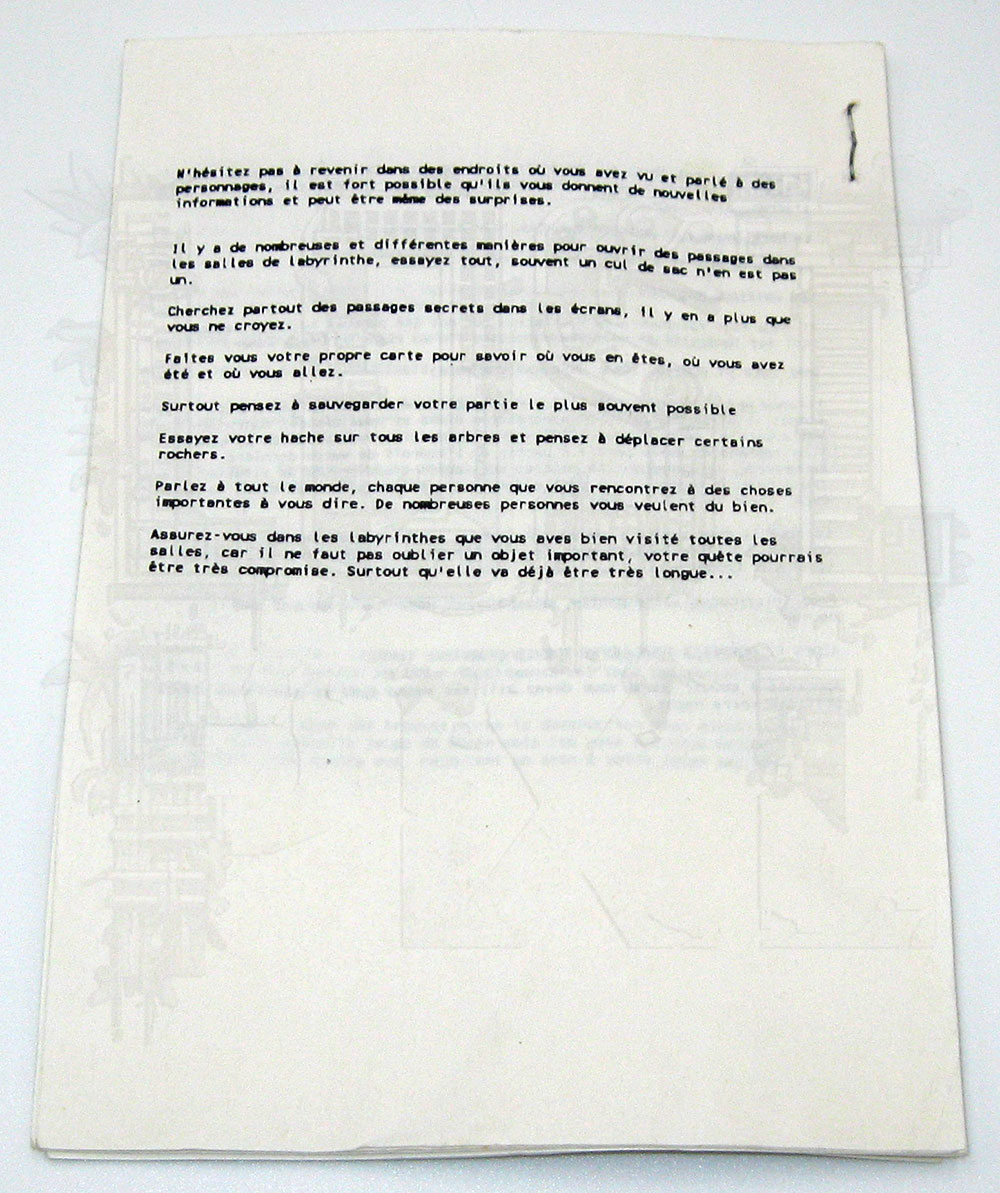 N'hésitez pas à revenir dans des endroits où vous avez vu et parlé à des
personnages, il est fort possible qu'ils vous donnent de nouvelles
informations et peut être même des surprises.
Il y a de nombreuses et différentes manières pour ouvrir des passages dans
les salles de labyrinthe, essayez tout, souvent un cul de sac n'en est pas
un.
Cherchez partout des passages secrets dans les écrans, il y en a plus que
vous ne croyez.
Faites vous votre propre carte pour savoir où vous en êtes, où vous avez
été et où vous allez.
Surtout pensez à sauvegarder votre partie le plus souvent possible
Essayez votre hache sur tous les arbres et pensez à déplacer certains
rochers.
Parlez à tout le monde, chaque personne que vous rencontrez à des choses
importantes à vous dire. De nombreuses personnes vous veulent du bien.
Assurez-vous dans les labyrinthes que vous aves bien visité toutes les
salles, car il ne faut pas oublier un objet important, votre quête pourrais
être très compromise. Surtout qu'elle va déjà être très longue...